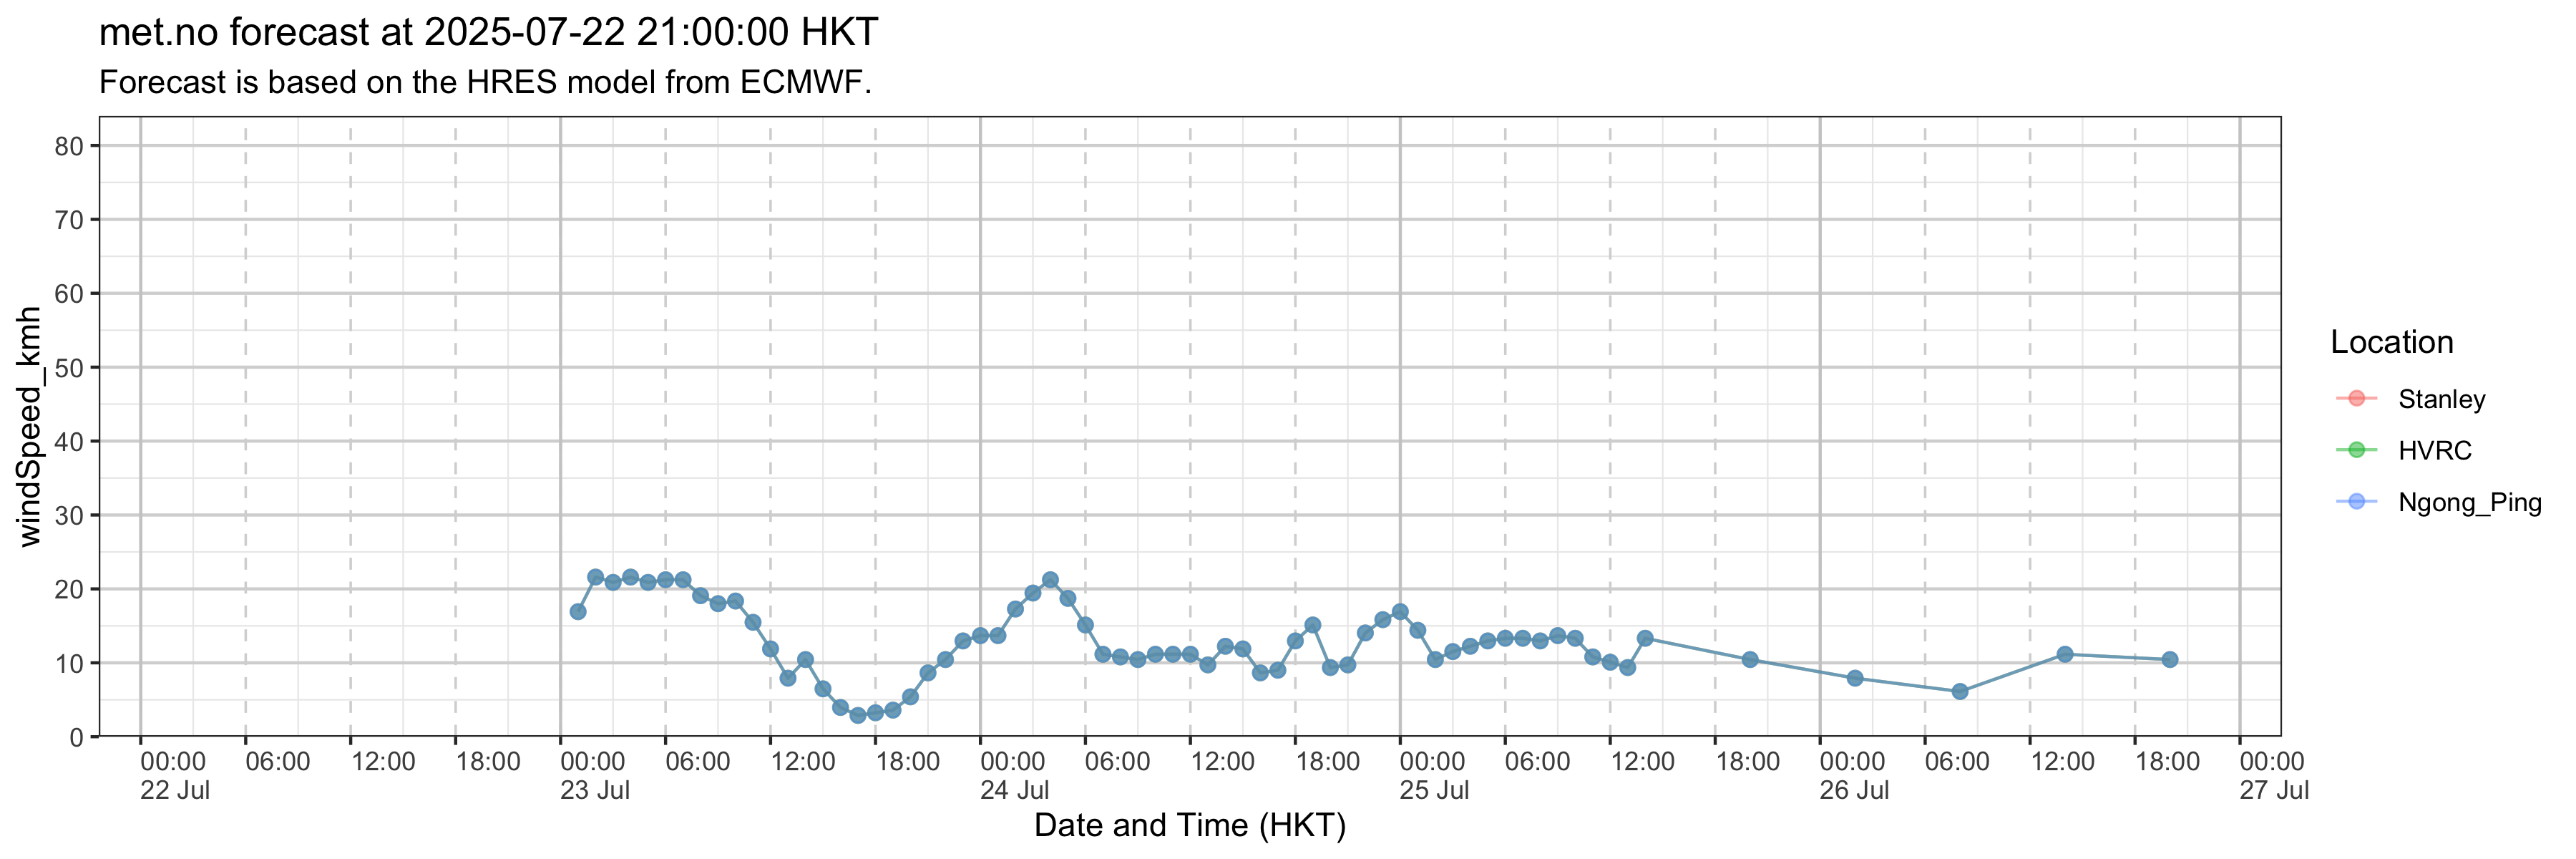 met.no forecast at 2025-07-22 21:00:00 HKT
Forecast is based on the HRES model from ECMWF.
windSpeed_kmh
80
70
60
50
40
30
20
10
0
00:00 06:00 12:00 18:00 00:00 06:00 12:00 18:00 00:00 06:00 12:00 18:00 00:00 06:00 12:00 18:00 00:00 06:00 12:00 18:00 00:00
22 Jul 23 Jul 24 Jul 25 Jul 26 Jul 27 Jul
Date and Time (HKT)
Location
Stanley
HVRC
Ngong_Ping